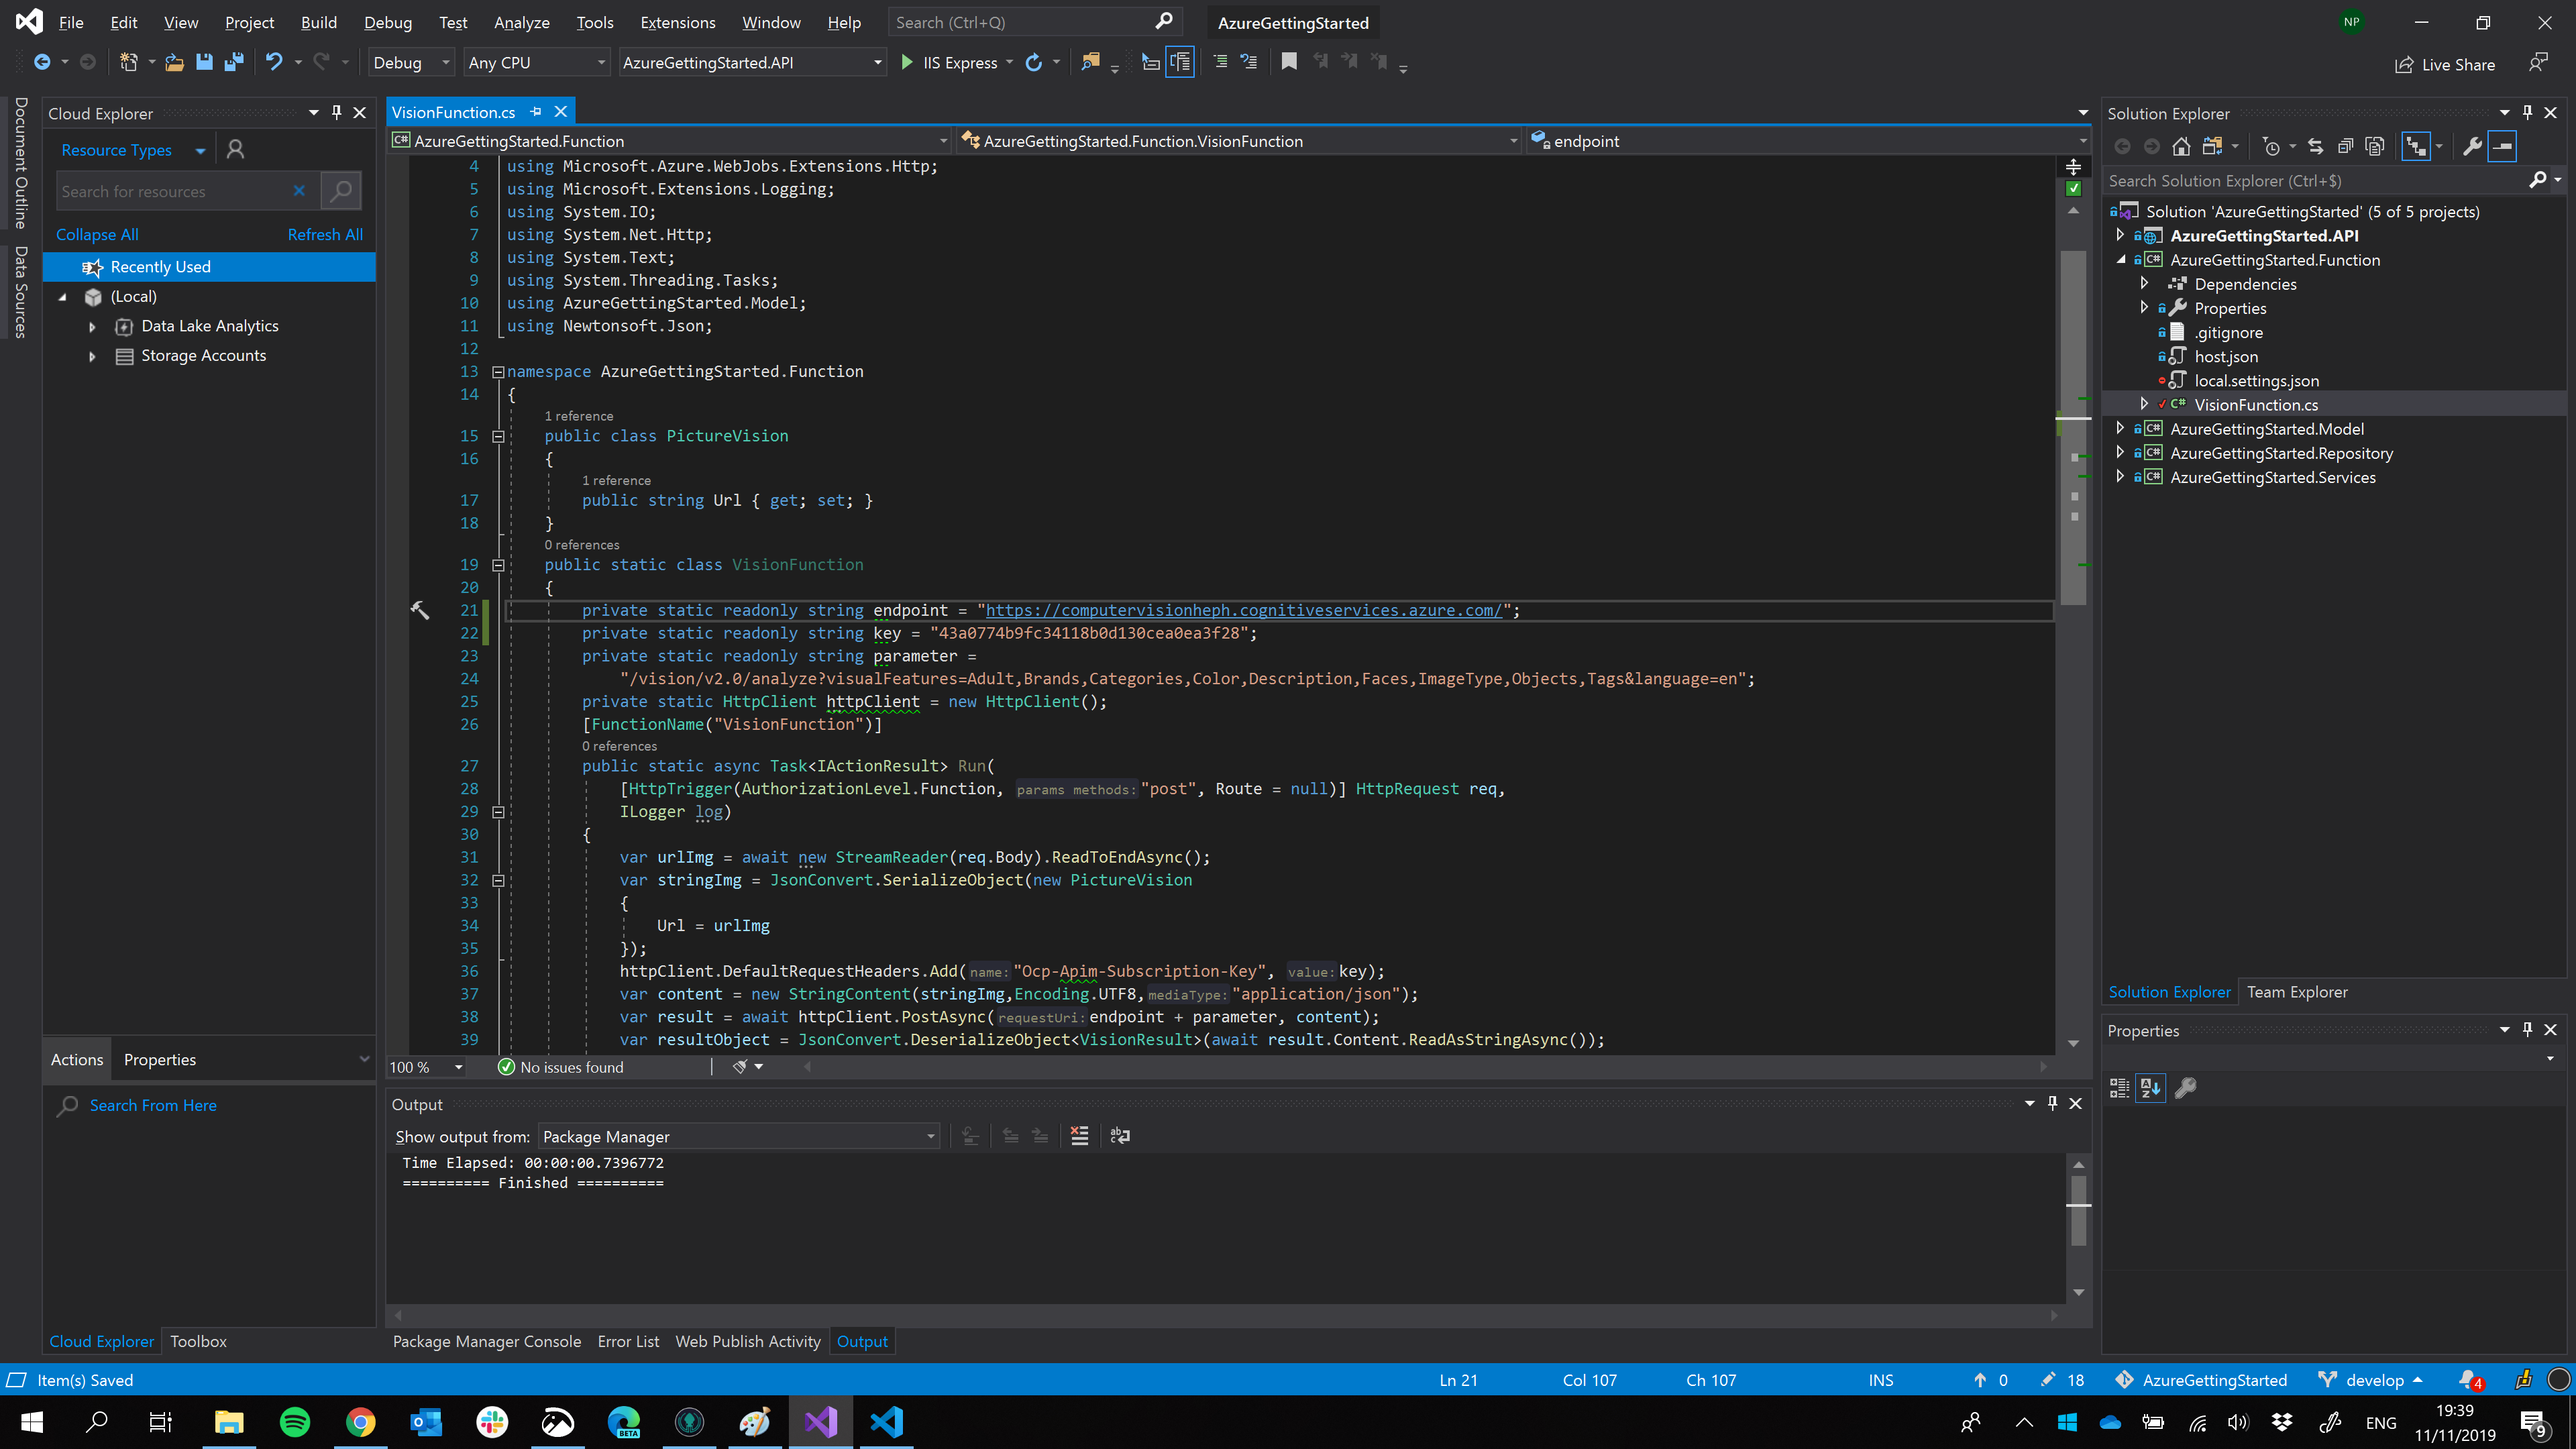 File Edit View Project Build Debug Test Analyze Tools Extensions Window Help Search (Ctrl+Q) AzureGettingStarted NP
Debug Any CPU AzureGettingStarted.API IIS Express Live Share
Document Outline
Data Sources
Cloud Explorer
Resource Types
Search for resources
Collapse All Refresh All
Recently Used
(Local)
Data Lake Analytics
Storage Accounts
Actions Properties
Search From Here
Cloud Explorer Toolbox
VisionFunction.cs
AzureGettingStarted.Function AzureGettingStarted.Function.VisionFunction endpoint
4 using Microsoft.Azure.WebJobs.Extensions.Http;
5 using Microsoft.Extensions.Logging;
6 using System.IO;
7 using System.Net.Http;
8 using System.Text;
9 using System.Threading.Tasks;
10 using AzureGettingStarted.Model;
11 using Newtonsoft.Json;
12
13 namespace AzureGettingStarted.Function
14 {
1 reference
15 public class PictureVision
16 {
1 reference
17 public string Url { get; set; }
18 }
0 references
19 public static class VisionFunction
20 {
21 private static readonly string endpoint = "https://computervisionheph.cognitiveservices.azure.com/";
22 private static readonly string key = "43a0774b9fc34118b0d130cea0ea3f28";
23 private static readonly string parameter =
24 "/vision/v2.0/analyze?visualFeatures=Adult,Brands,Categories,Color,Description,Faces,ImageType,Objects,Tags&language=en";
25 private static HttpClient httpClient = new HttpClient();
26 [FunctionName("VisionFunction")]
0 references
27 public static async Task<IActionResult> Run(
28 [HttpTrigger(AuthorizationLevel.Function, params methods: "post", Route = null)] HttpRequest req,
29 ILogger log)
30 {
31 var urlImg = await new StreamReader(req.Body).ReadToEndAsync();
32 var stringImg = JsonConvert.SerializeObject(new PictureVision
33 {
34 Url = urlImg
35 });
36 httpClient.DefaultRequestHeaders.Add( name: "Ocp-Apim-Subscription-Key", value: key);
37 var content = new StringContent(stringImg,Encoding.UTF8, mediaType: "application/json");
38 var result = await httpClient.PostAsync( requestUri: endpoint + parameter, content);
39 var resultObject = JsonConvert.DeserializeObject<VisionResult>(await result.Content.ReadAsStringAsync());
100 % No issues found
Output
Show output from: Package Manager
Time Elapsed: 00:00:00.7396772
========== Finished ==========
Package Manager Console Error List Web Publish Activity Output
Solution Explorer
Search Solution Explorer (Ctrl+$)
Solution 'AzureGettingStarted' (5 of 5 projects)
AzureGettingStarted.API
AzureGettingStarted.Function
Dependencies
Properties
.gitignore
host.json
local.settings.json
VisionFunction.cs
AzureGettingStarted.Model
AzureGettingStarted.Repository
AzureGettingStarted.Services
Solution Explorer Team Explorer
Properties
Item(s) Saved Ln 21 Col 107 Ch 107 INS 0 18 AzureGettingStarted develop 4
BETA ENG 19:39
11/11/2019 9